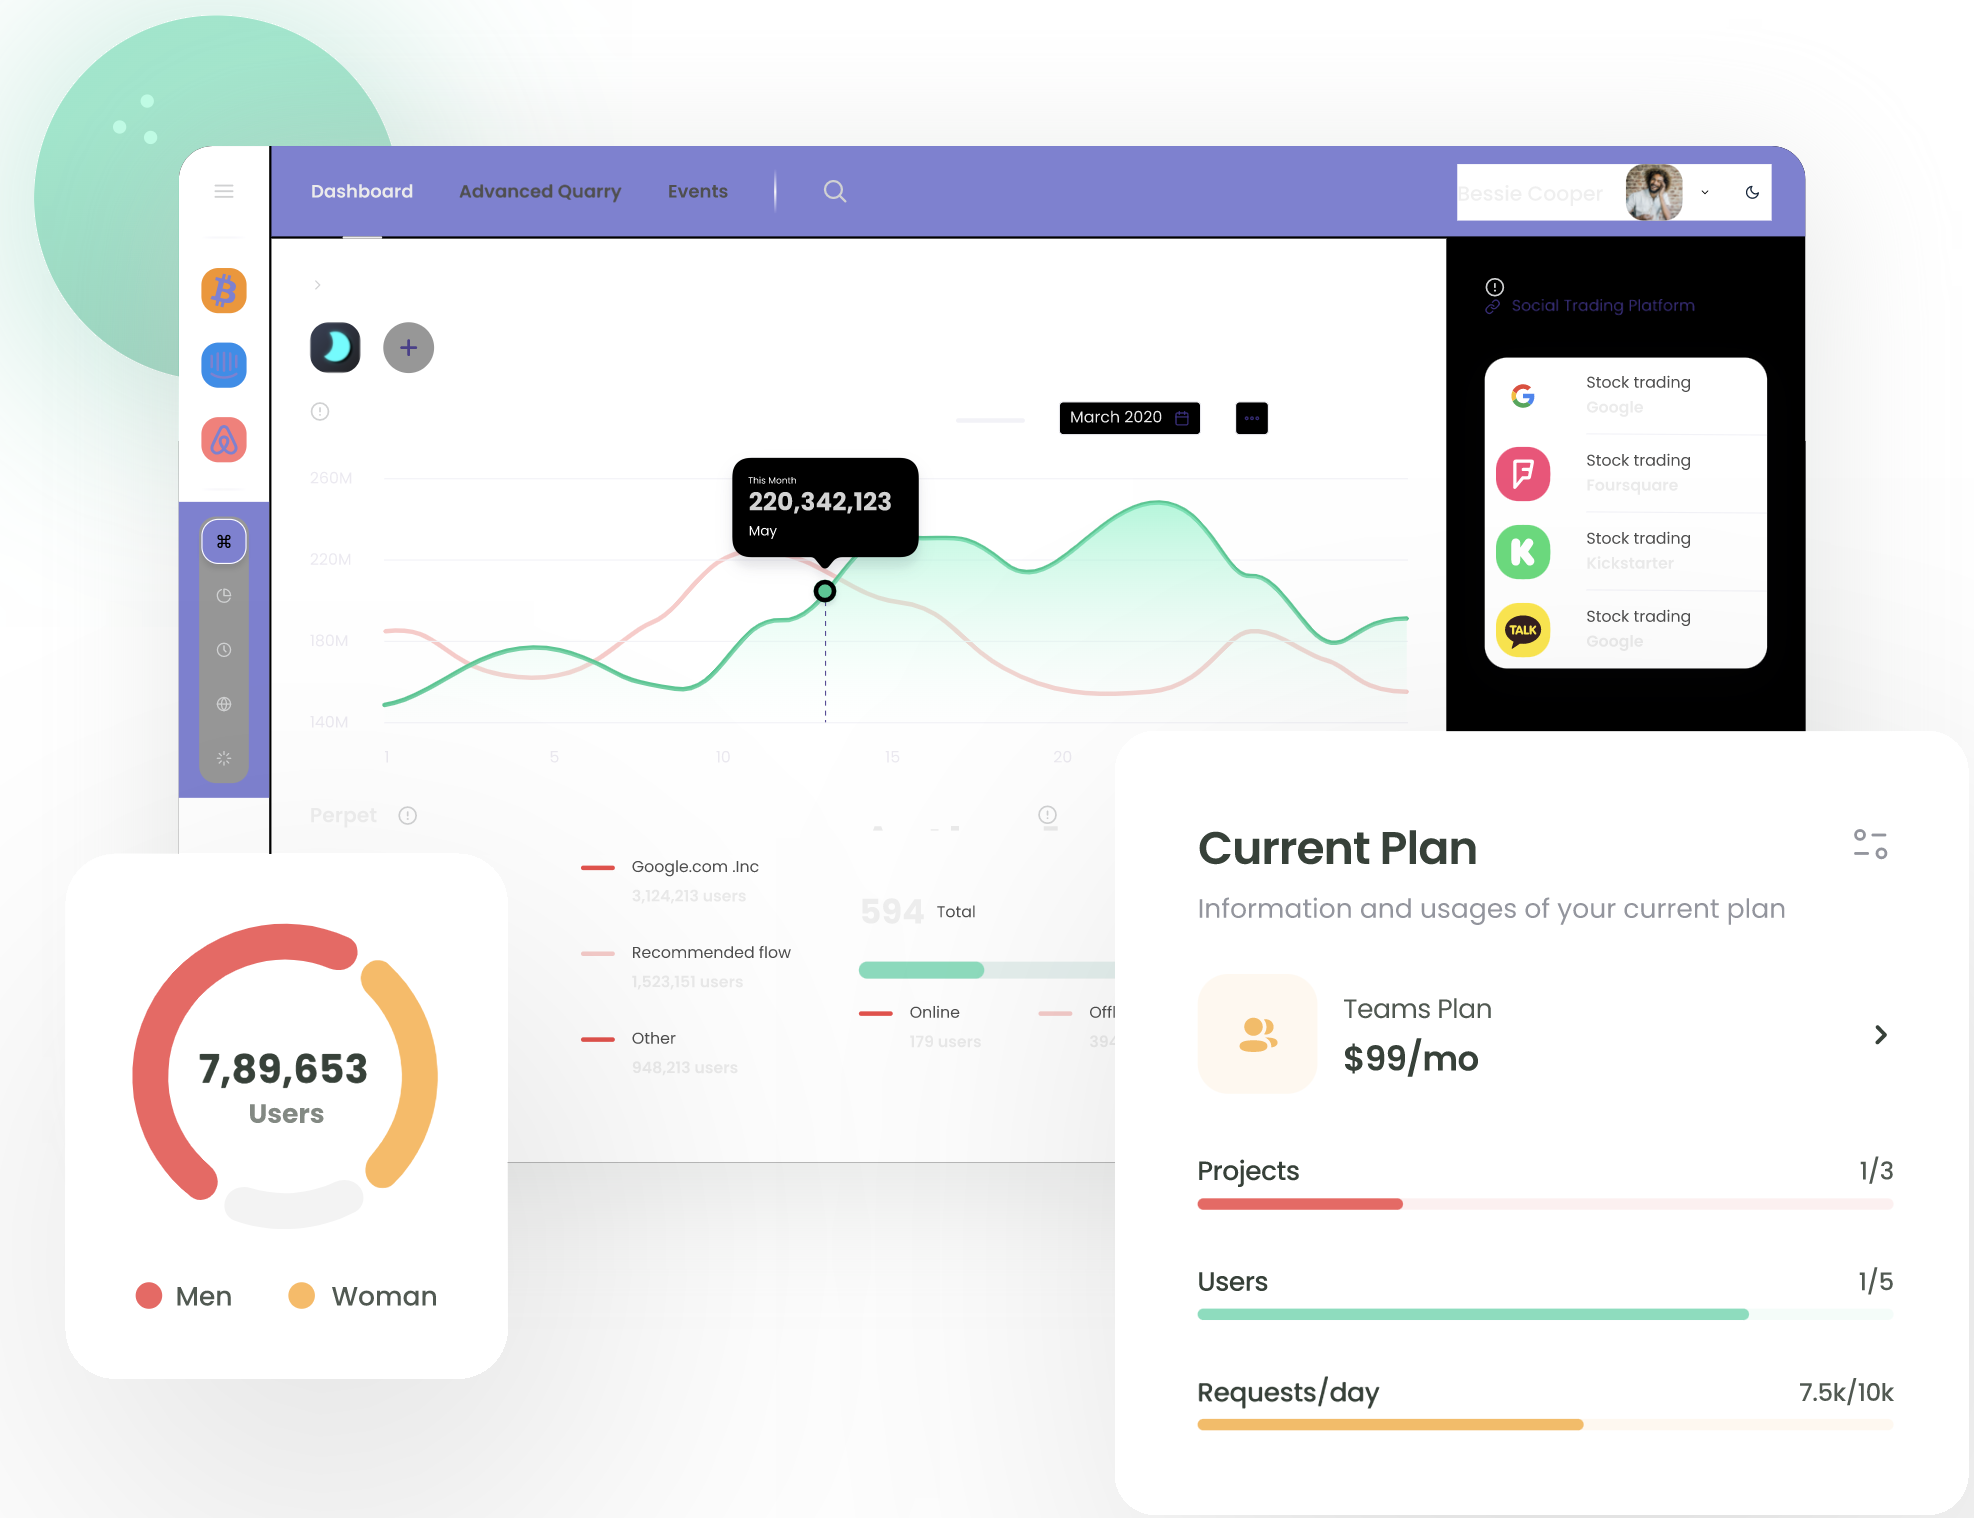 Dashboard
Advanced Quarry
Events
Bessie Cooper
Social Trading Platform
March 2020
Stock trading
Google
Stock trading
Foursquare
Stock trading
Kickstarter
TALK
Stock trading
Google
260M
220M
180M
140M
This Month
220,342,123
May
1
5
10
15
20
Perpet
Google.com .Inc
3,124,213 users
Recommended flow
1,523,151 users
Other
948,213 users
594 Total
Online
179 users
Offl
394
7,89,653
Users
Men
Woman
Current Plan
Information and usages of your current plan
Teams Plan
$99/mo
Projects 1/3
Users 1/5
Requests/day 7.5k/10k